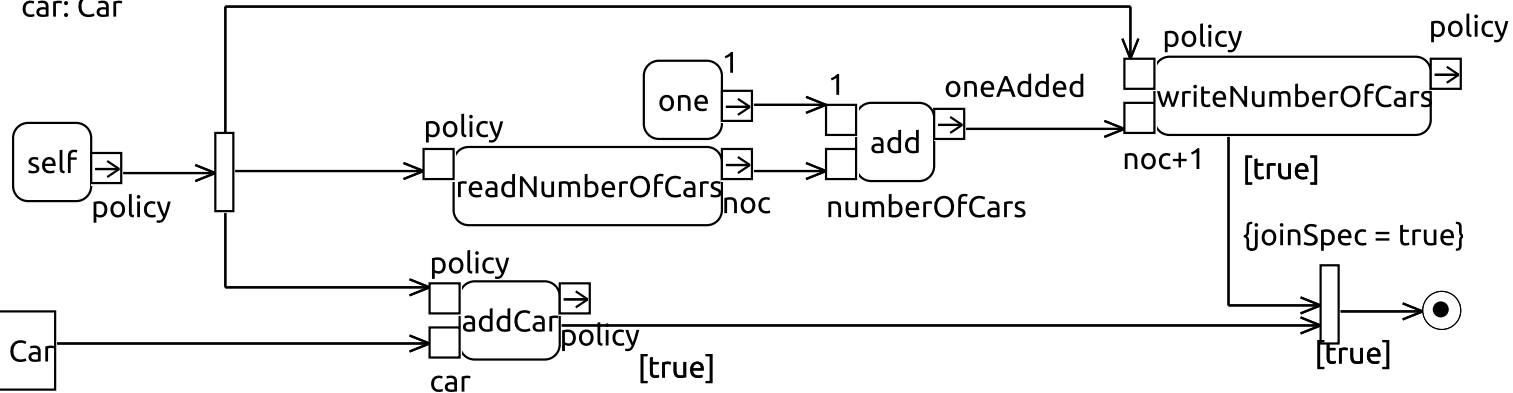 car: Car
policy
policy
1
1
oneAdded
one
writeNumberOfCars
policy
add
self
readNumberOfCars
noc+1
[true]
policy
noc
numberOfCars
{joinSpec = true}
policy
addCar
policy
Car
[true]
[true]
car